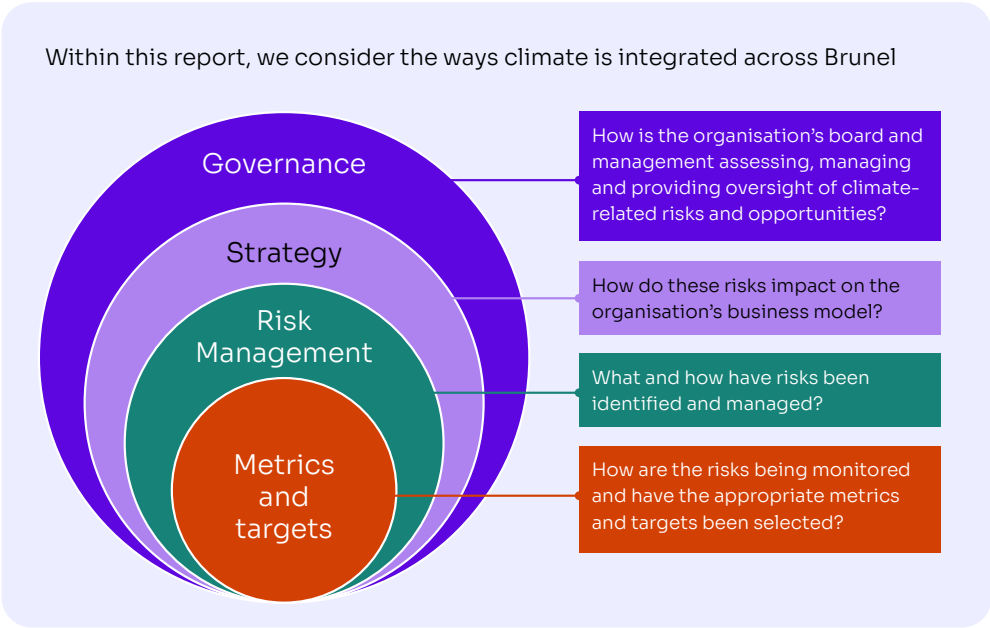 Within this report, we consider the ways climate is integrated across Brunel
Governance
How is the organisation’s board and
management assessing, managing
and providing oversight of climate-
related risks and opportunities?
Strategy
How do these risks impact on the
organisation’s business model?
Risk
Management
What and how have risks been
identified and managed?
Metrics
and
targets
How are the risks being monitored
and have the appropriate metrics
and targets been selected?